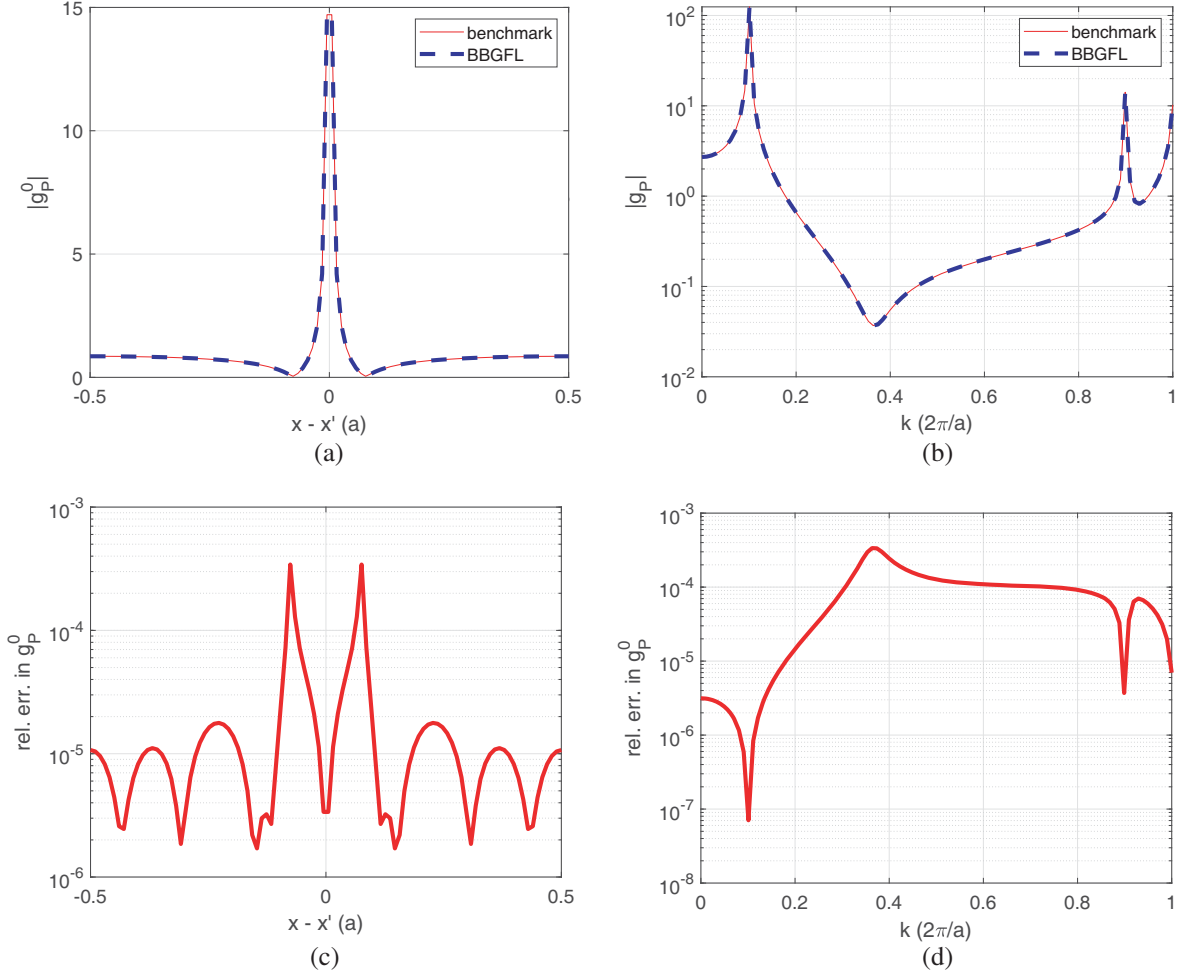 15
10
5
0
|g_P^0|
-0.5
0
0.5
x - x' (a)
benchmark
BBGFL
(a)
10^2
10^1
10^0
10^-1
10^-2
|g_P|
0
0.2
0.4
0.6
0.8
1
k (2π/a)
benchmark
BBGFL
(b)
10^-3
10^-4
10^-5
10^-6
rel. err. in g_P^0
-0.5
0
0.5
x - x' (a)
(c)
10^-3
10^-4
10^-5
10^-6
10^-7
10^-8
rel. err. in g_P^0
0
0.2
0.4
0.6
0.8
1
k (2π/a)
(d)